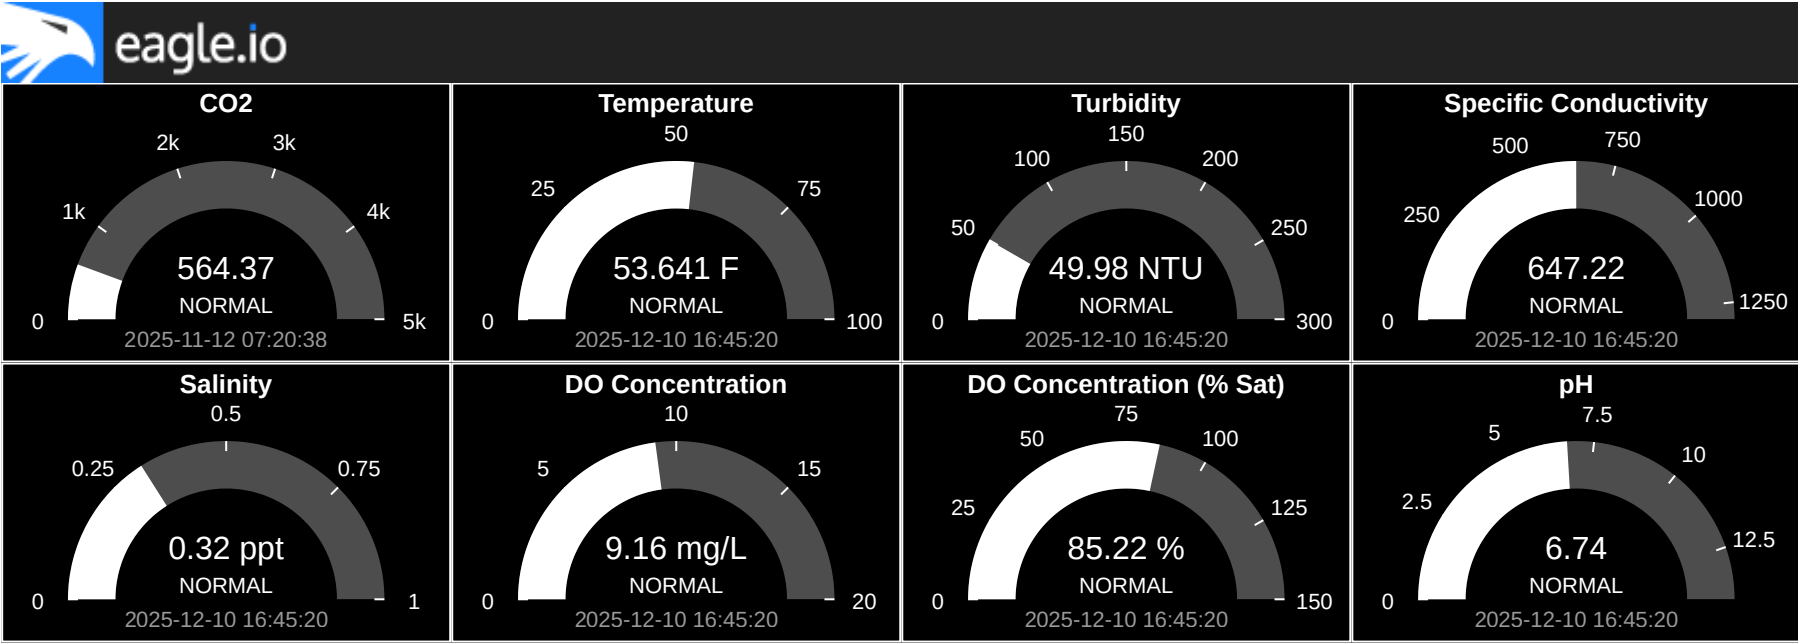 eagle.io
CO2
2k 3k
1k 4k
564.37
NORMAL
0 5k
2025-11-12 07:20:38
Temperature
50
25 75
53.641 F
NORMAL
0 100
2025-12-10 16:45:20
Turbidity
150
100 200
50 250
49.98 NTU
NORMAL
0 300
2025-12-10 16:45:20
Specific Conductivity
500 750
250 1000
647.22
NORMAL
0 1250
2025-12-10 16:45:20
Salinity
0.5
0.25 0.75
0.32 ppt
NORMAL
0 1
2025-12-10 16:45:20
DO Concentration
10
5 15
9.16 mg/L
NORMAL
0 20
2025-12-10 16:45:20
DO Concentration (% Sat)
75
50 100
25 125
85.22 %
NORMAL
0 150
2025-12-10 16:45:20
pH
5 7.5
2.5 10
12.5
6.74
NORMAL
0
2025-12-10 16:45:20